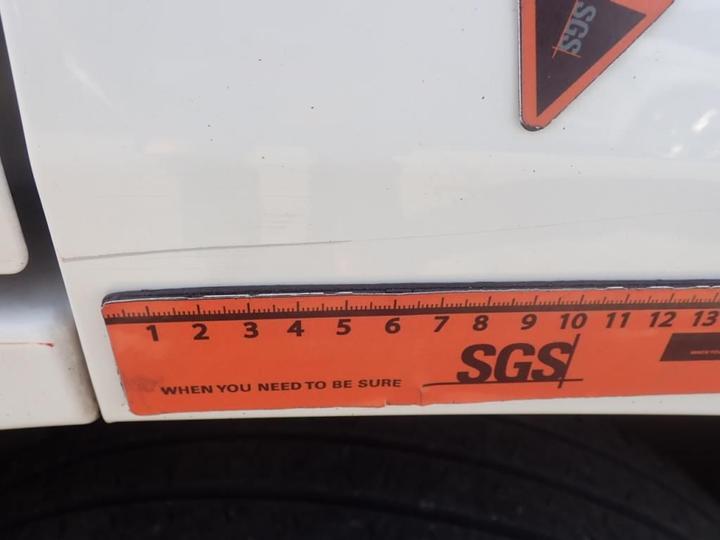 SGS
1 2 3 4 5 6 7 8 9 10 11 12 13
SGS
WHEN YOU NEED TO BE SURE